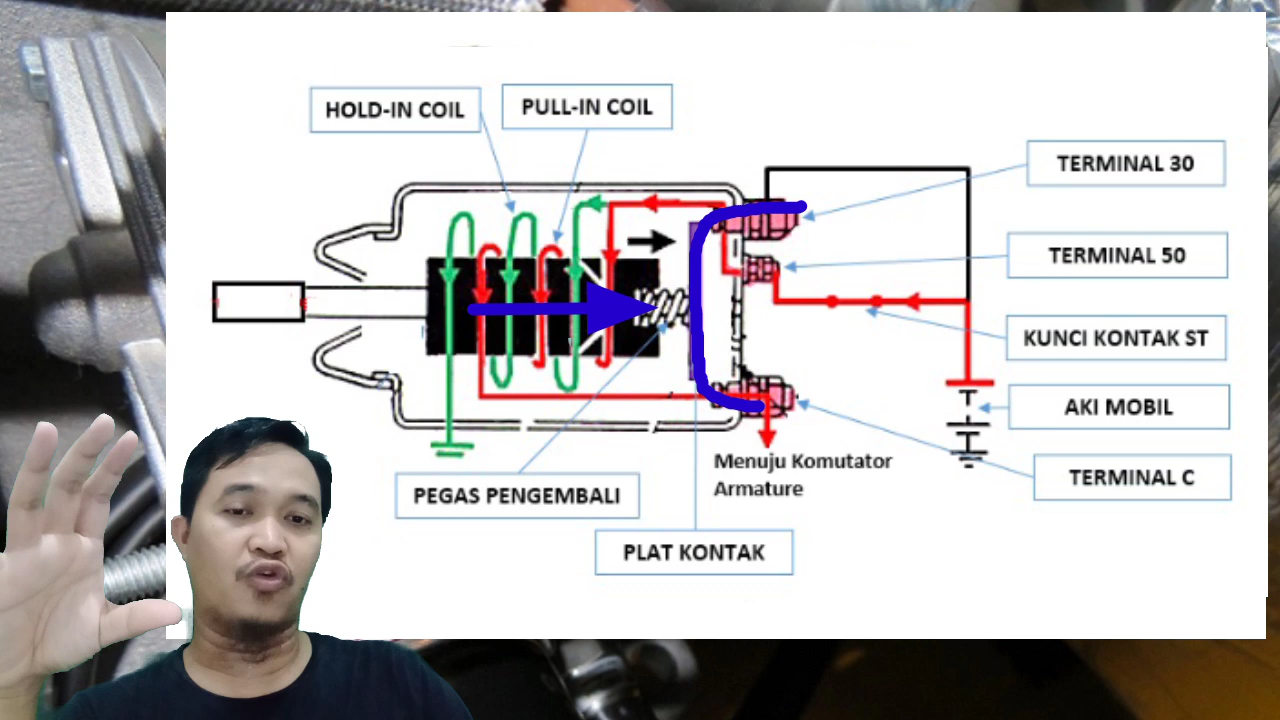 HOLD-IN COIL
PULL-IN COIL
TERMINAL 30
TERMINAL 50
KUNCI KONTAK ST
AKI MOBIL
TERMINAL C
Menuju Komutator
Armature
PEGAS PENGEMBALI
PLAT KONTAK